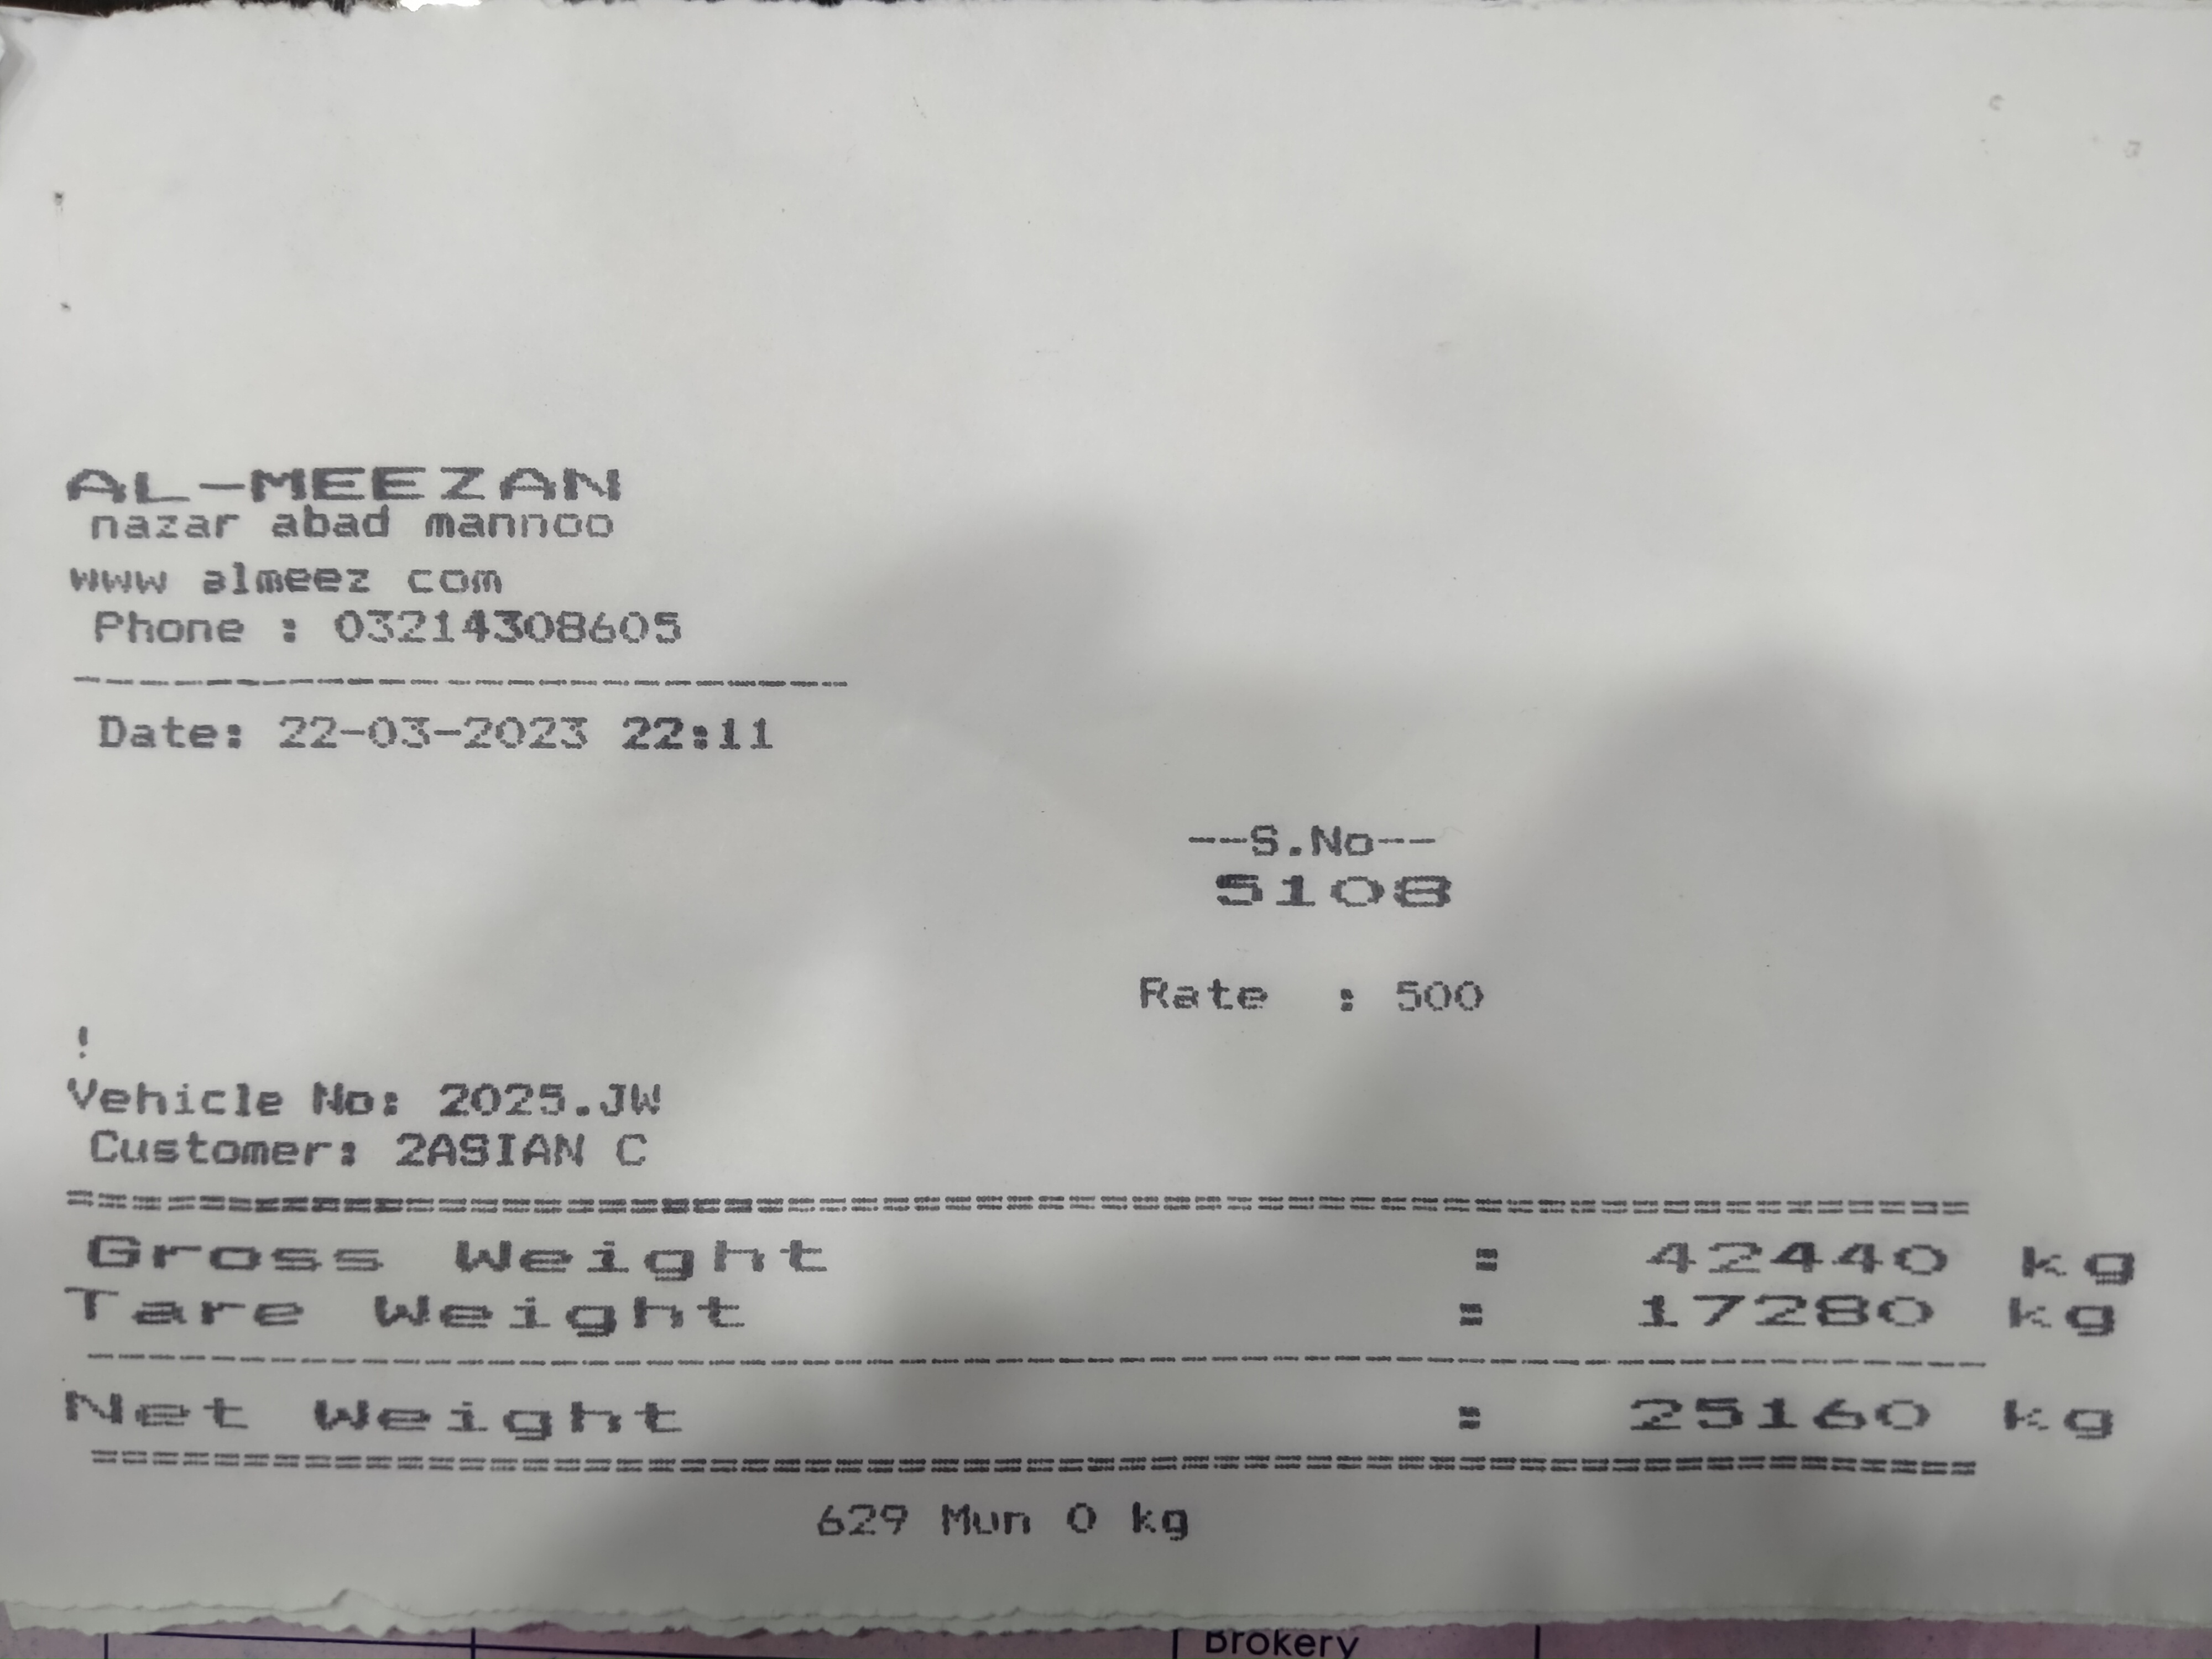 AL-MEEZAN
nazar abad mannoo
www almeez com
Phone : 03214308605
--------------------------------
Date: 22-03-2023 22:11
--S.No--
5108
Rate : 500
!
Vehicle No: 2025.JW
Customer: 2ASIAN C
============================================================
Gross Weight : 42440 kg
Tare Weight : 17280 kg
------------------------------------------------------------
Net Weight : 25160 kg
============================================================
629 Mun 0 kg
Brokery